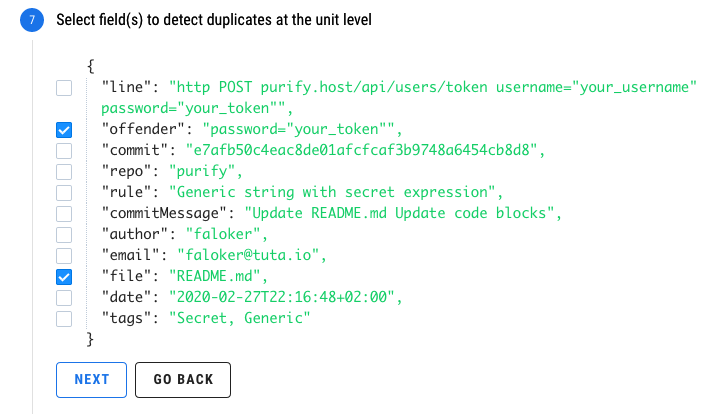 7 Select field(s) to detect duplicates at the unit level
{
"line": "http POST purify.host/api/users/token username="your_username"
password="your_token"",
"offender": "password="your_token"",
"commit": "e7afb50c4eac8de01afcfcaf3b9748a6454cb8d8",
"repo": "purify",
"rule": "Generic string with secret expression",
"commitMessage": "Update README.md Update code blocks",
"author": "faloker",
"email": "faloker@tuta.io",
"file": "README.md",
"date": "2020-02-27T22:16:48+02:00",
"tags": "Secret, Generic"
}
NEXT GO BACK